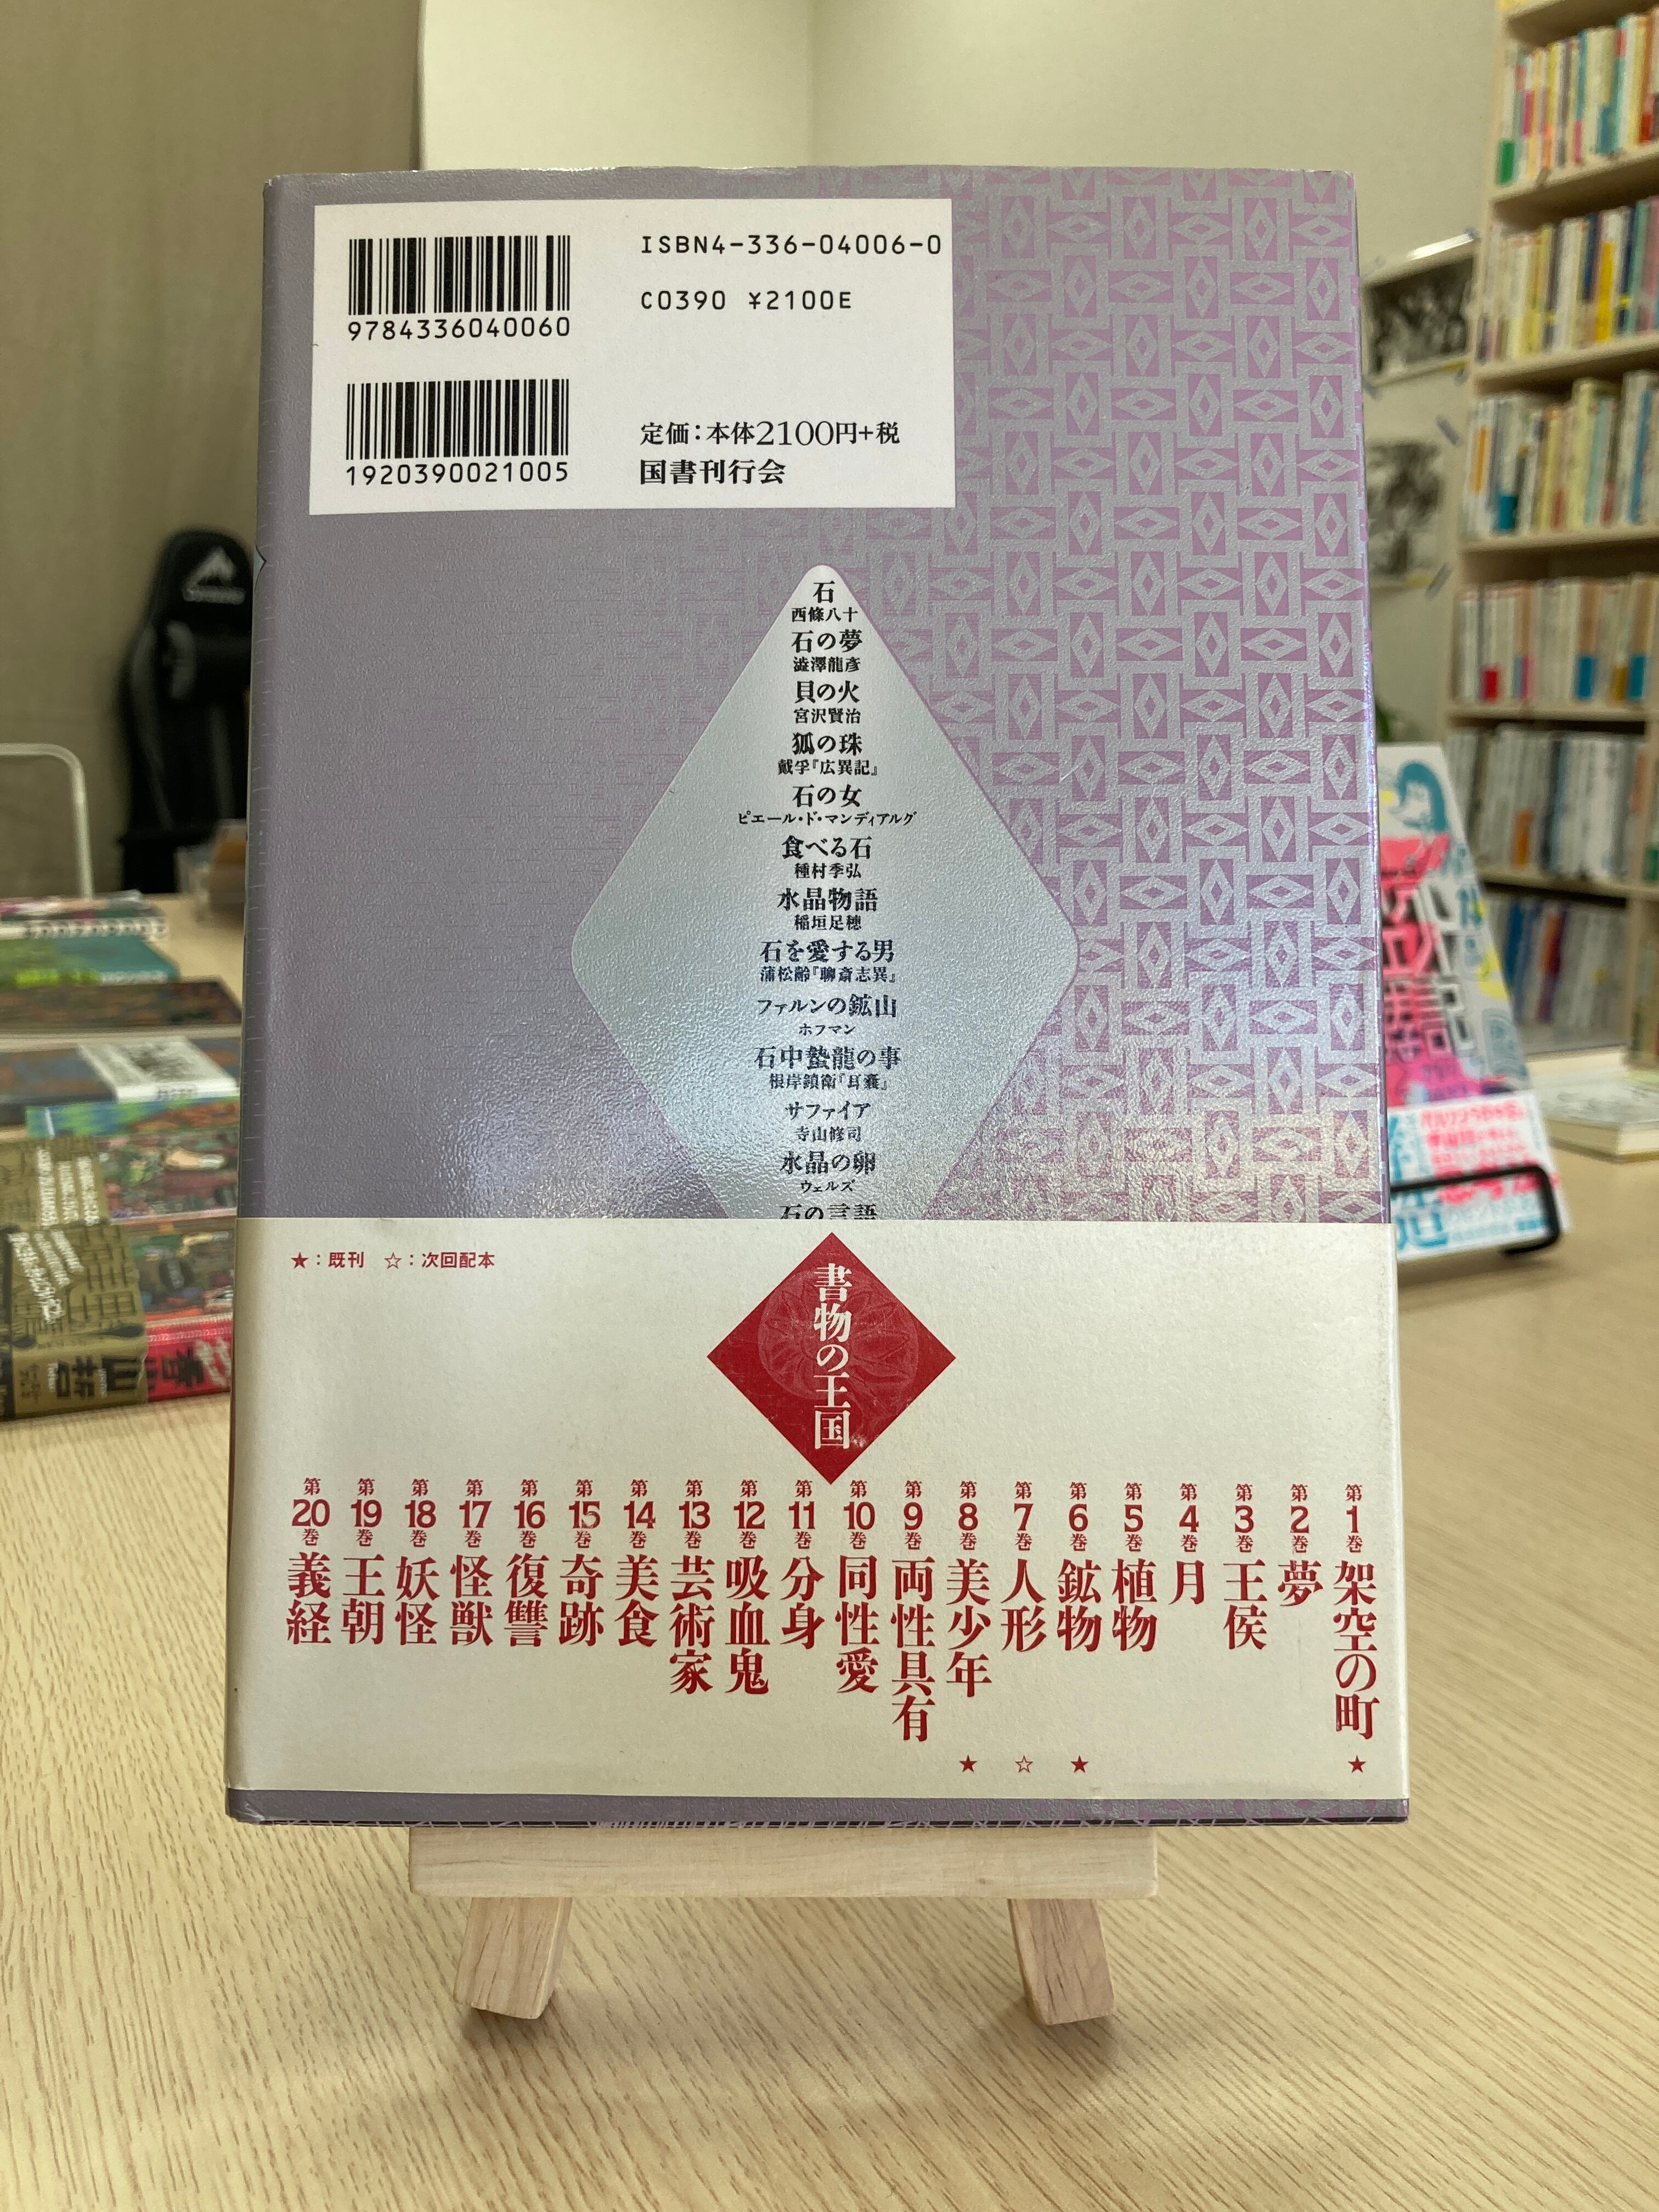 ISBN4-336-04006-0
C0390 ¥2100E
9784336040060
1920390021005
定価：本体2100円+税
国書刊行会
石
西條八十
石の夢
澁澤龍彦
貝の火
宮沢賢治
狐の珠
戴孚『広異記』
石の女
ピエール・ド・マンディアルグ
食べる石
種村季弘
水晶物語
稲垣足穂
石を愛する男
蒲松齢『聊斎志異』
ファルンの鉱山
ホフマン
石中蟄龍の事
根岸鎮衛『耳嚢』
サファイア
寺山修司
水晶の卵
ウェルズ
石の言語
★：既刊　☆：次回配本
書物の王国
第1巻 架空の町 ★
第2巻 夢
第3巻 王侯
第4巻 月
第5巻 植物
第6巻 鉱物 ★
第7巻 人形 ☆
第8巻 美少年 ★
第9巻 両性具有
第10巻 同性愛
第11巻 分身
第12巻 吸血鬼
第13巻 芸術家
第14巻 美食
第15巻 奇跡
第16巻 復讐
第17巻 怪獣
第18巻 妖怪
第19巻 王朝
第20巻 義経